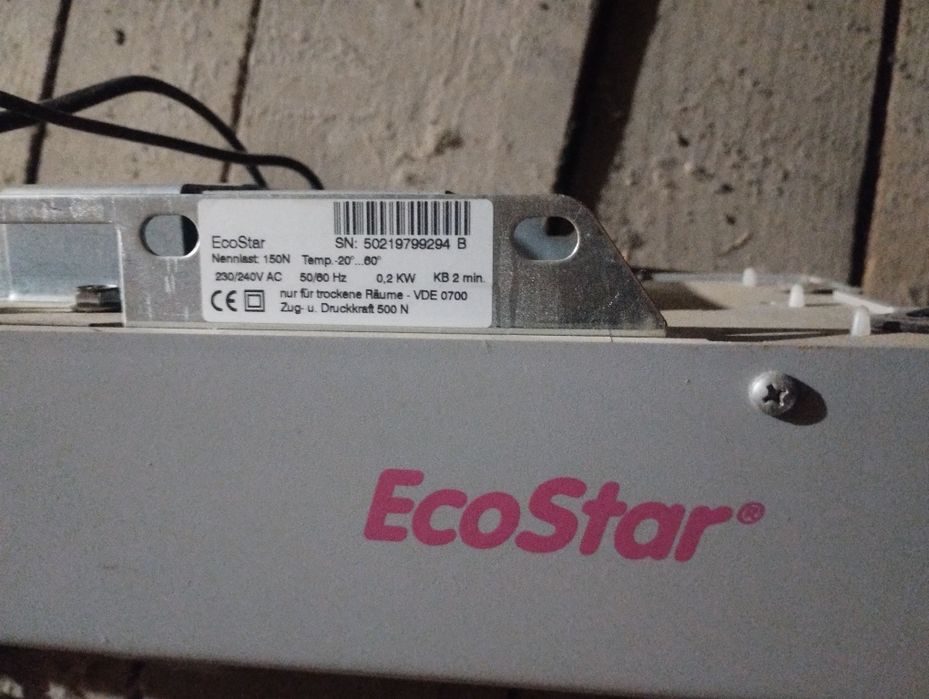 EcoStar SN: 50219799294 B
Nennlast: 150N Temp.-20°...60°
230/240V AC 50/60 Hz 0,2 KW KB 2 min.
CE nur für trockene Räume - VDE 0700
Zug- u. Druckkraft 500 N
EcoStar®